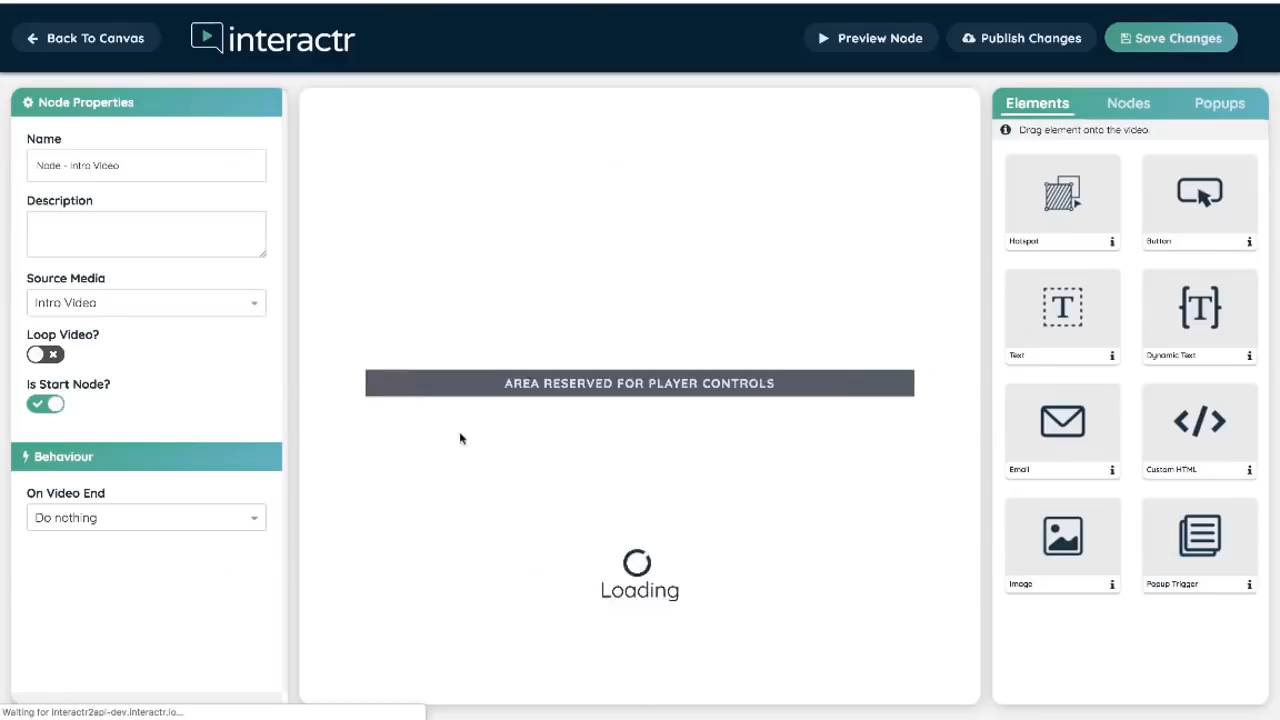 Back To Canvas
interactr
Preview Node
Publish Changes
Save Changes
Node Properties
Name
Node - Intro Video
Description
Source Media
Intro Video
Loop Video?
Is Start Node?
Behaviour
On Video End
Do nothing
AREA RESERVED FOR PLAYER CONTROLS
Loading
Elements Nodes Popups
Drag element onto the video.
Hotspot
Button
T
{T}
Text
Dynamic Text
</>
Email
Custom HTML
Image
Popup Trigger
Waiting for interactr2api-dev.interactr.io...